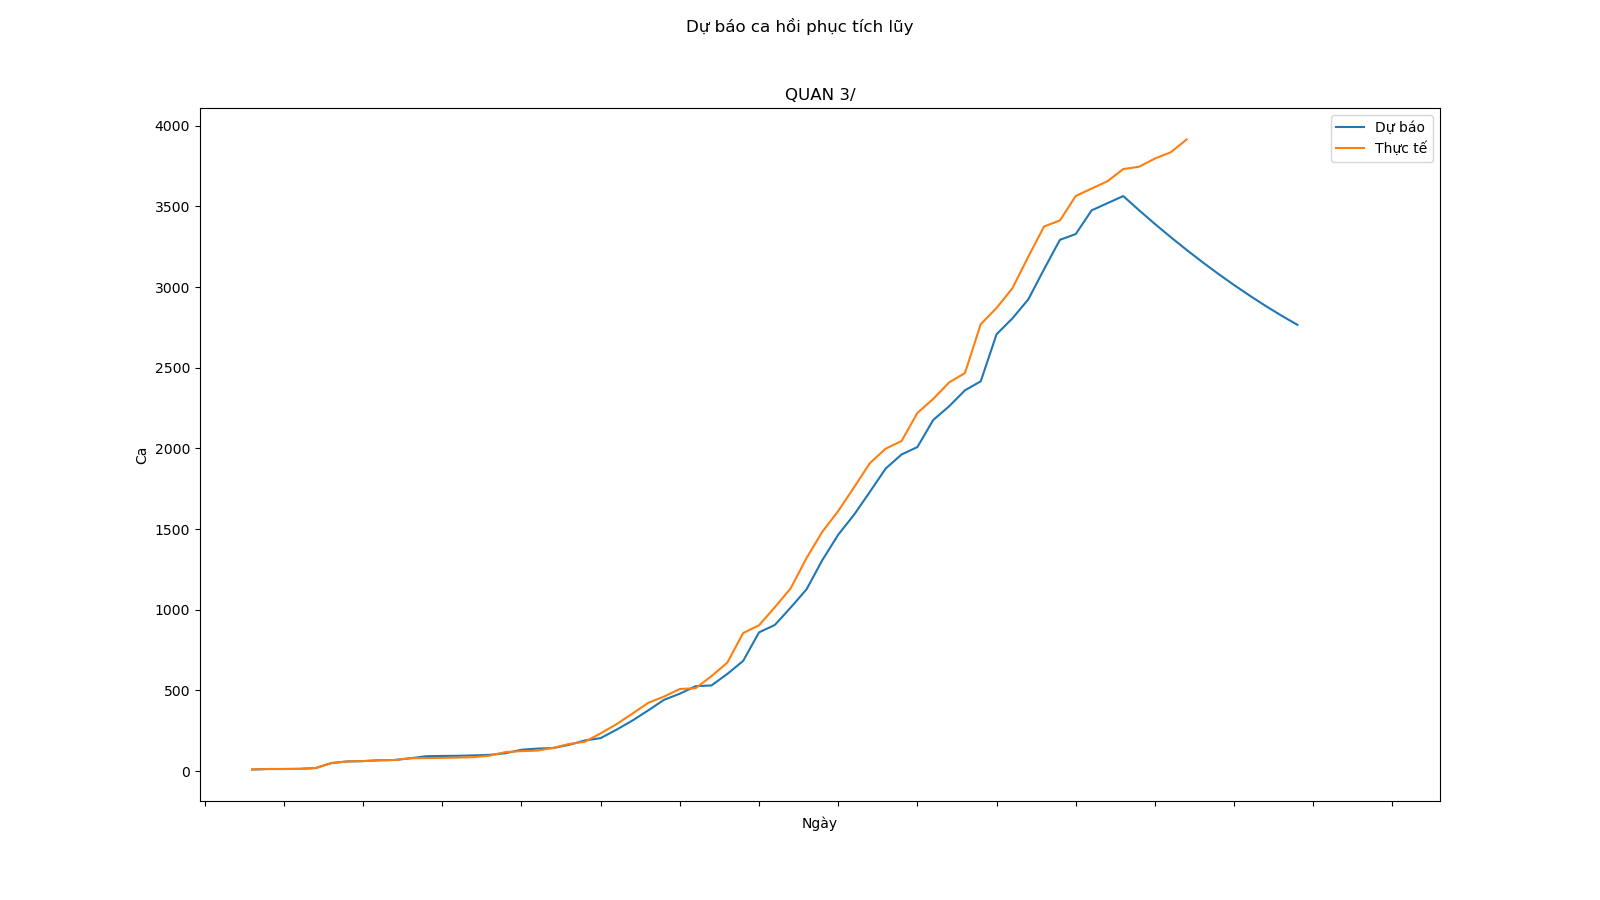 Dự báo ca hồi phục tích lũy
QUAN 3/
Dự báo
Thực tế
4000
3500
3000
2500
2000
1500
1000
500
0
Ca
Ngày